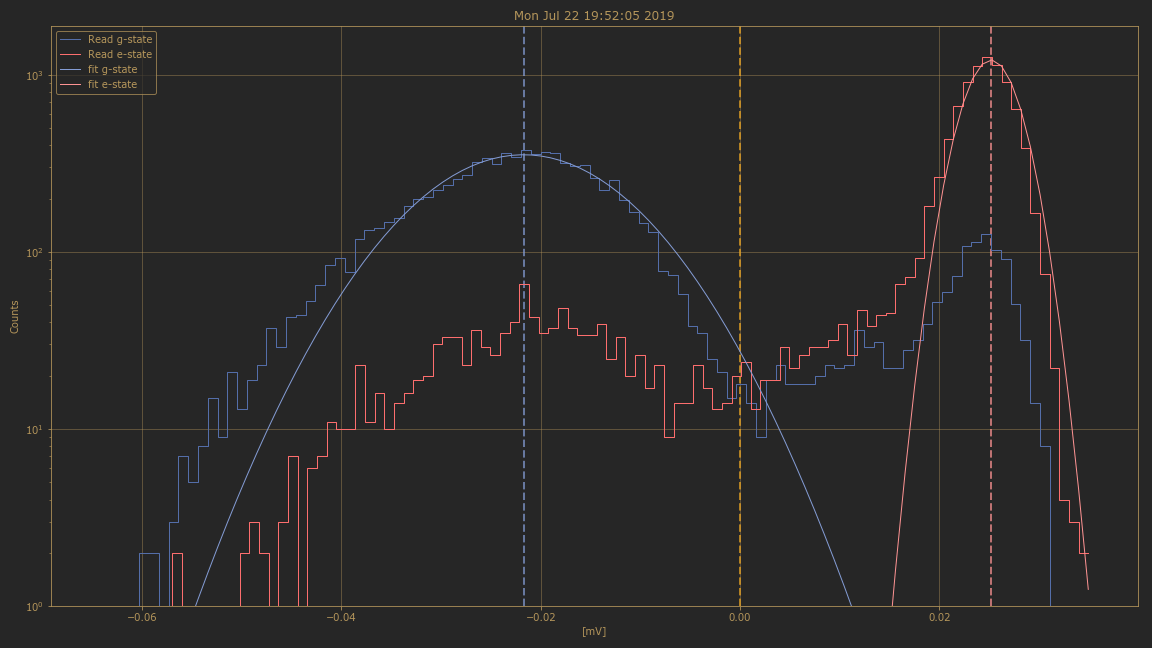 Mon Jul 22 19:52:05 2019
Read g-state
Read e-state
fit g-state
fit e-state
10³
10²
10¹
10⁰
Counts
−0.06 −0.04 −0.02 0.00 0.02
[mV]